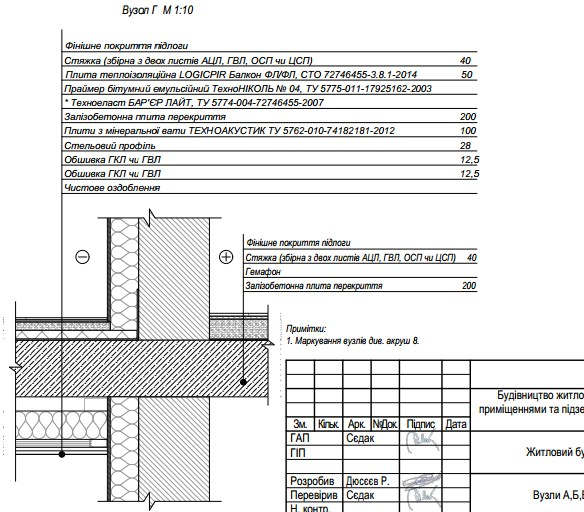 Вузол Г М 1:10
Фінішне покриття підлоги
Стяжка (збірна з двох листів АЦЛ, ГВЛ, ОСП чи ЦСП) 40
Плита теплоізоляційна LOGICPIR Балкон ФЛ/ФЛ, СТО 72746455-3.8.1-2014 50
Праймер бітумний емульсійний ТехноНІКОЛЬ № 04, ТУ 5775-011-17925162-2003
* Техноеласт БАР'ЄР ЛАЙТ, ТУ 5774-004-72746455-2007
Залізобетонна плита перекриття 200
Плити з мінеральної вати ТЕХНОАКУСТИК ТУ 5762-010-74182181-2012 100
Стельовий профіль 28
Обшивка ГКЛ чи ГВЛ 12,5
Обшивка ГКЛ чи ГВЛ 12,5
Чистове оздоблення
Фінішне покриття підлоги
Стяжка (збірна з двох листів АЦЛ, ГВЛ, ОСП чи ЦСП) 40
Гемафон
Залізобетонна плита перекриття 200
Примітки:
1. Маркування вузлів див. акруш 8.
Будівництво житло
приміщеннями та підзе
Зм. Кільк. Арк. №Док. Підпис Дата
ГАП Сєдак
ГІП
Житловий бу
Розробив Дюсєєв Р.
Перевірив Сєдак
Вузли А,Б,
Н. контр.